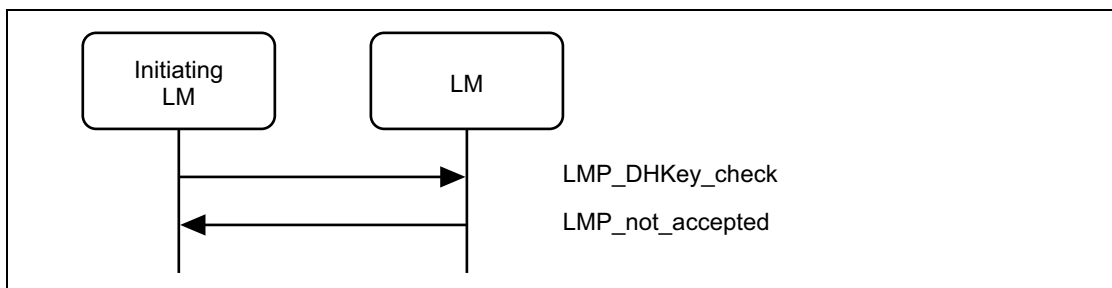 Initiating
LM
LM
LMP_DHKey_check
LMP_not_accepted